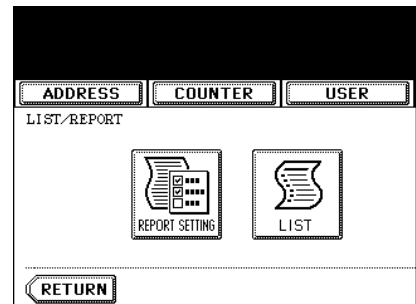 ADDRESS COUNTER USER
LIST/REPORT
REPORT SETTING LIST
RETURN